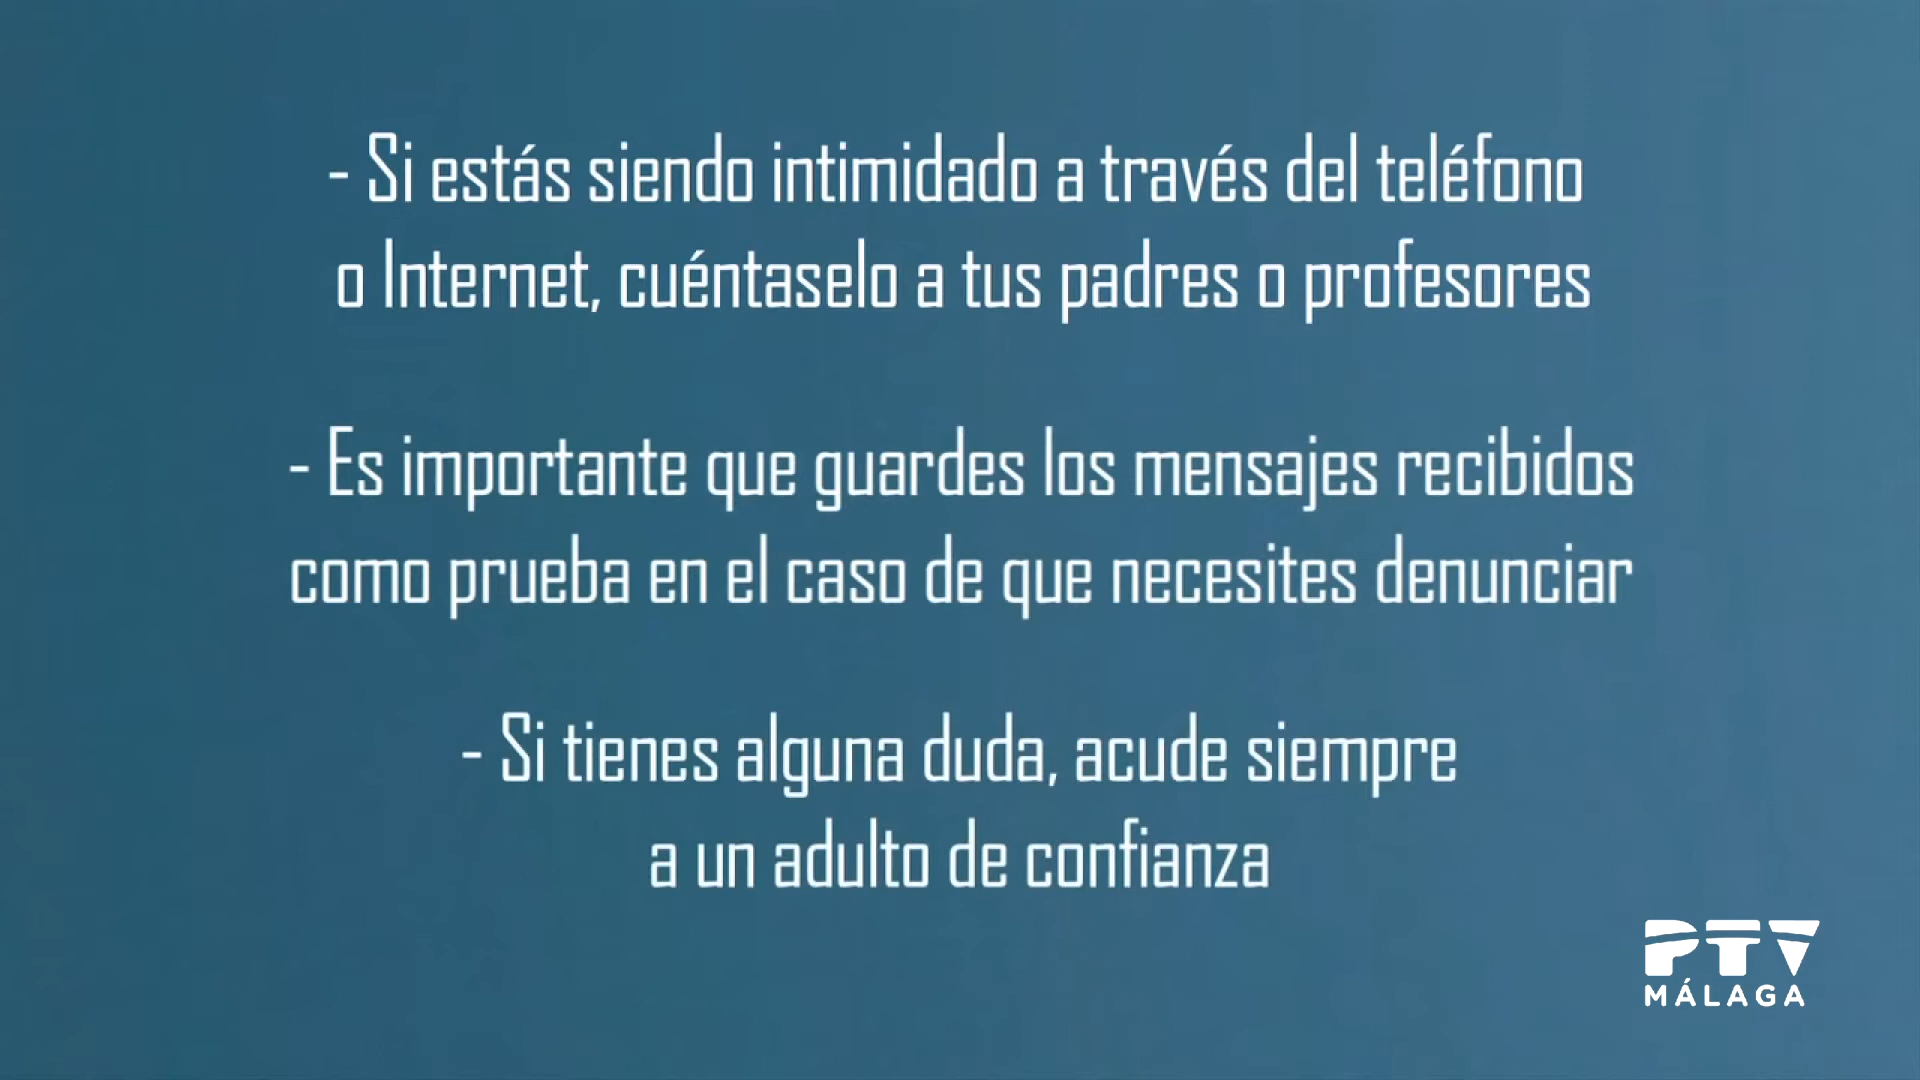 - Si estás siendo intimidado a través del teléfono
o Internet, cuéntaselo a tus padres o profesores
- Es importante que guardes los mensajes recibidos
como prueba en el caso de que necesites denunciar
- Si tienes alguna duda, acude siempre
a un adulto de confianza
PTV
MÁLAGA